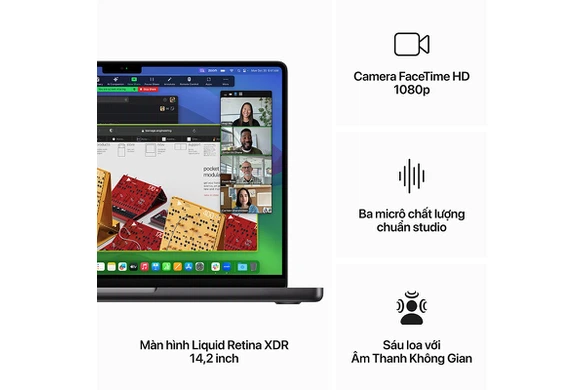 Camera FaceTime HD
1080p
Ba micrô chất lượng
chuẩn studio
Màn hình Liquid Retina XDR
14,2 inch
Sáu loa với
Âm Thanh Không Gian